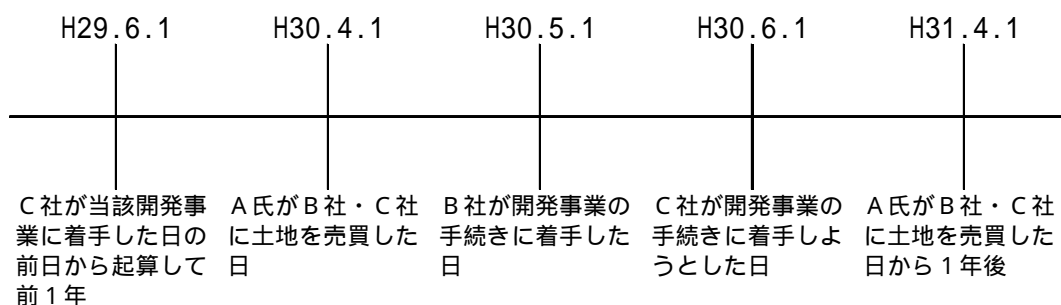 H29.6.1
H30.4.1
H30.5.1
H30.6.1
H31.4.1
C社が当該開発事
業に着手した日の
前日から起算して
前1年
A氏がB社・C社
に土地を売買した
日
B社が開発事業の
手続きに着手した
日
C社が開発事業の
手続きに着手しよ
うとした日
A氏がB社・C社
に土地を売買した
日から1年後